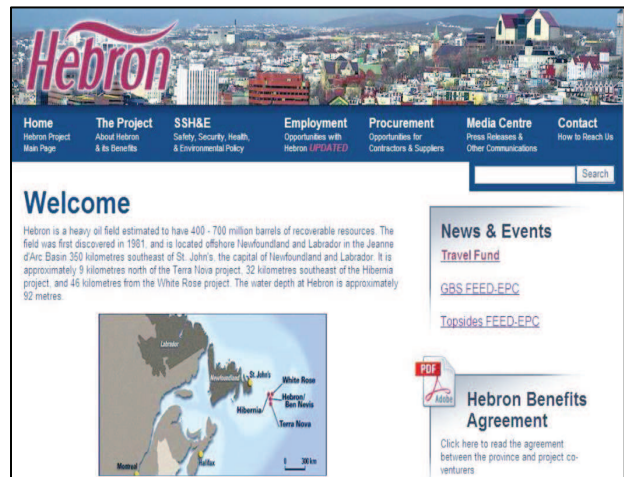 Hebron
Home
Hebron Project
Main Page
The Project
About Hebron
& its Benefits
SSH&E
Safety, Security, Health,
& Environmental Policy
Employment
Opportunities with
Hebron UPDATED
Procurement
Opportunities for
Contractors & Suppliers
Media Centre
Press Releases &
Other Communications
Contact
How to Reach Us
Search
Welcome
Hebron is a heavy oil field estimated to have 400 - 700 million barrels of recoverable resources. The
field was first discovered in 1981, and is located offshore Newfoundland and Labrador in the Jeanne
d'Arc Basin 350 kilometres southeast of St. John's, the capital of Newfoundland and Labrador. It is
approximately 9 kilometres north of the Terra Nova project, 32 kilometres southeast of the Hibernia
project, and 46 kilometres from the White Rose project. The water depth at Hebron is approximately
92 metres.
Labrador
Newfoundland
St. John's
White Rose
Hebron/
Ben Nevis
Hibernia
Terra Nova
Montreal
Halifax
0 300 km
News & Events
Travel Fund
GBS FEED-EPC
Topsides FEED-EPC
PDF
Adobe
Hebron Benefits
Agreement
Click here to read the agreement
between the province and project co-
venturers